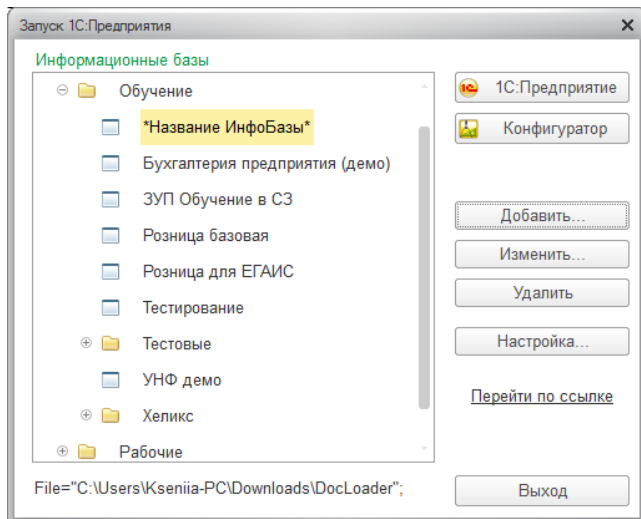 Запуск 1С:Предприятия
Информационные базы
Обучение
*Название ИнфоБазы*
Бухгалтерия предприятия (демо)
ЗУП Обучение в СЗ
Розница базовая
Розница для ЕГАИС
Тестирование
Тестовые
УНФ демо
Хеликс
Рабочие
File="C:\Users\Kseniia-PC\Downloads\DocLoader";
1С:Предприятие
Конфигуратор
Добавить...
Изменить...
Удалить
Настройка...
Перейти по ссылке
Выход